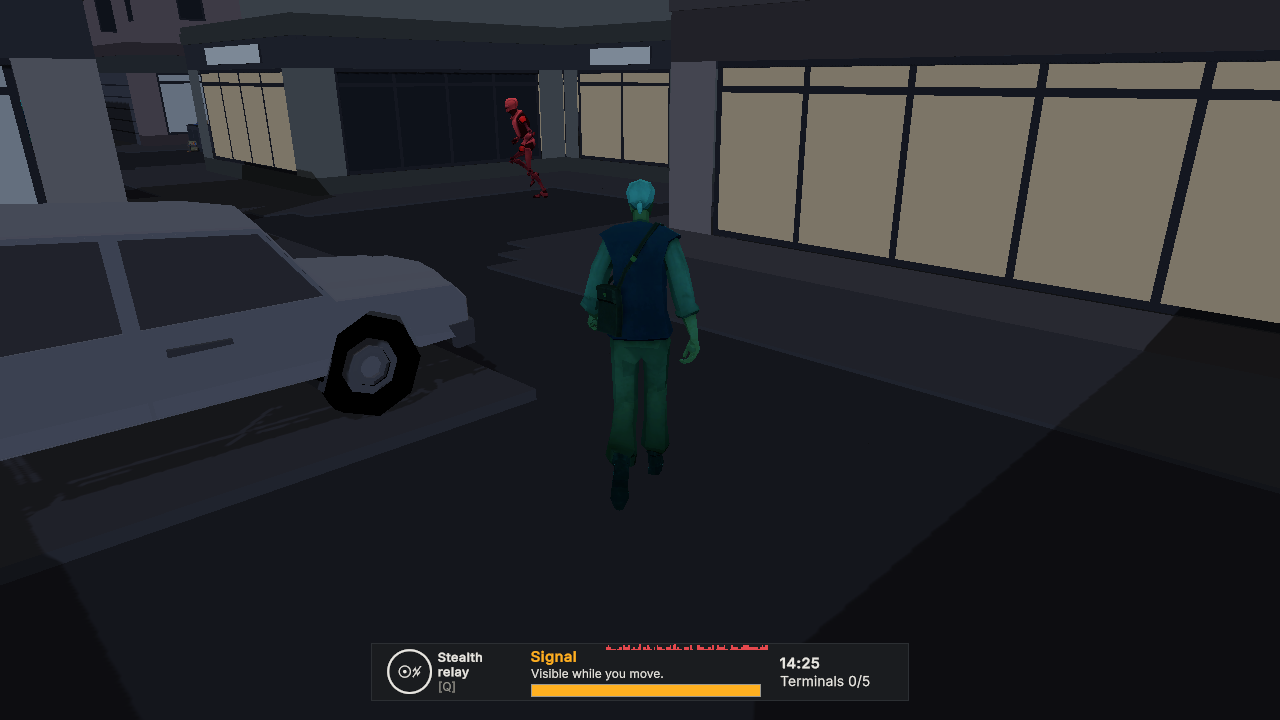 Stealth
relay
[Q]
Signal
Visible while you move.
14:25
Terminals 0/5